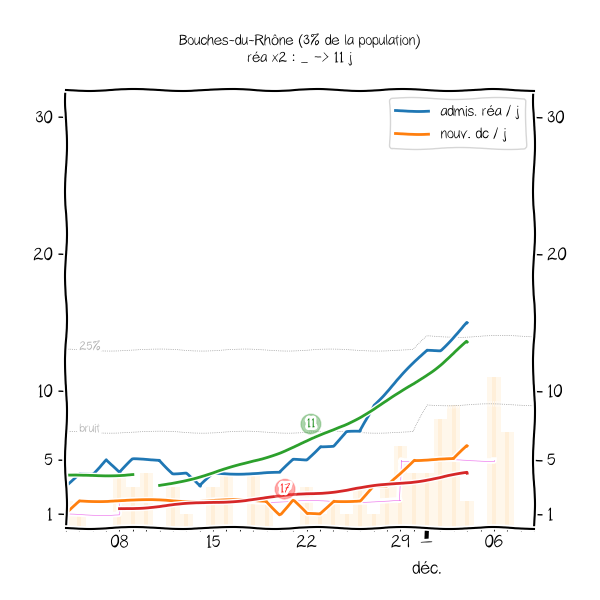 Bouches-du-Rhône (3% de la population)
réa x2 : _ -> 11 j
admis. réa / j
nouv. dc / j
30 30
20 20
25%
10 10
bruit
11
5 5
17
1 1
08 15 22 29 _ 06
déc.